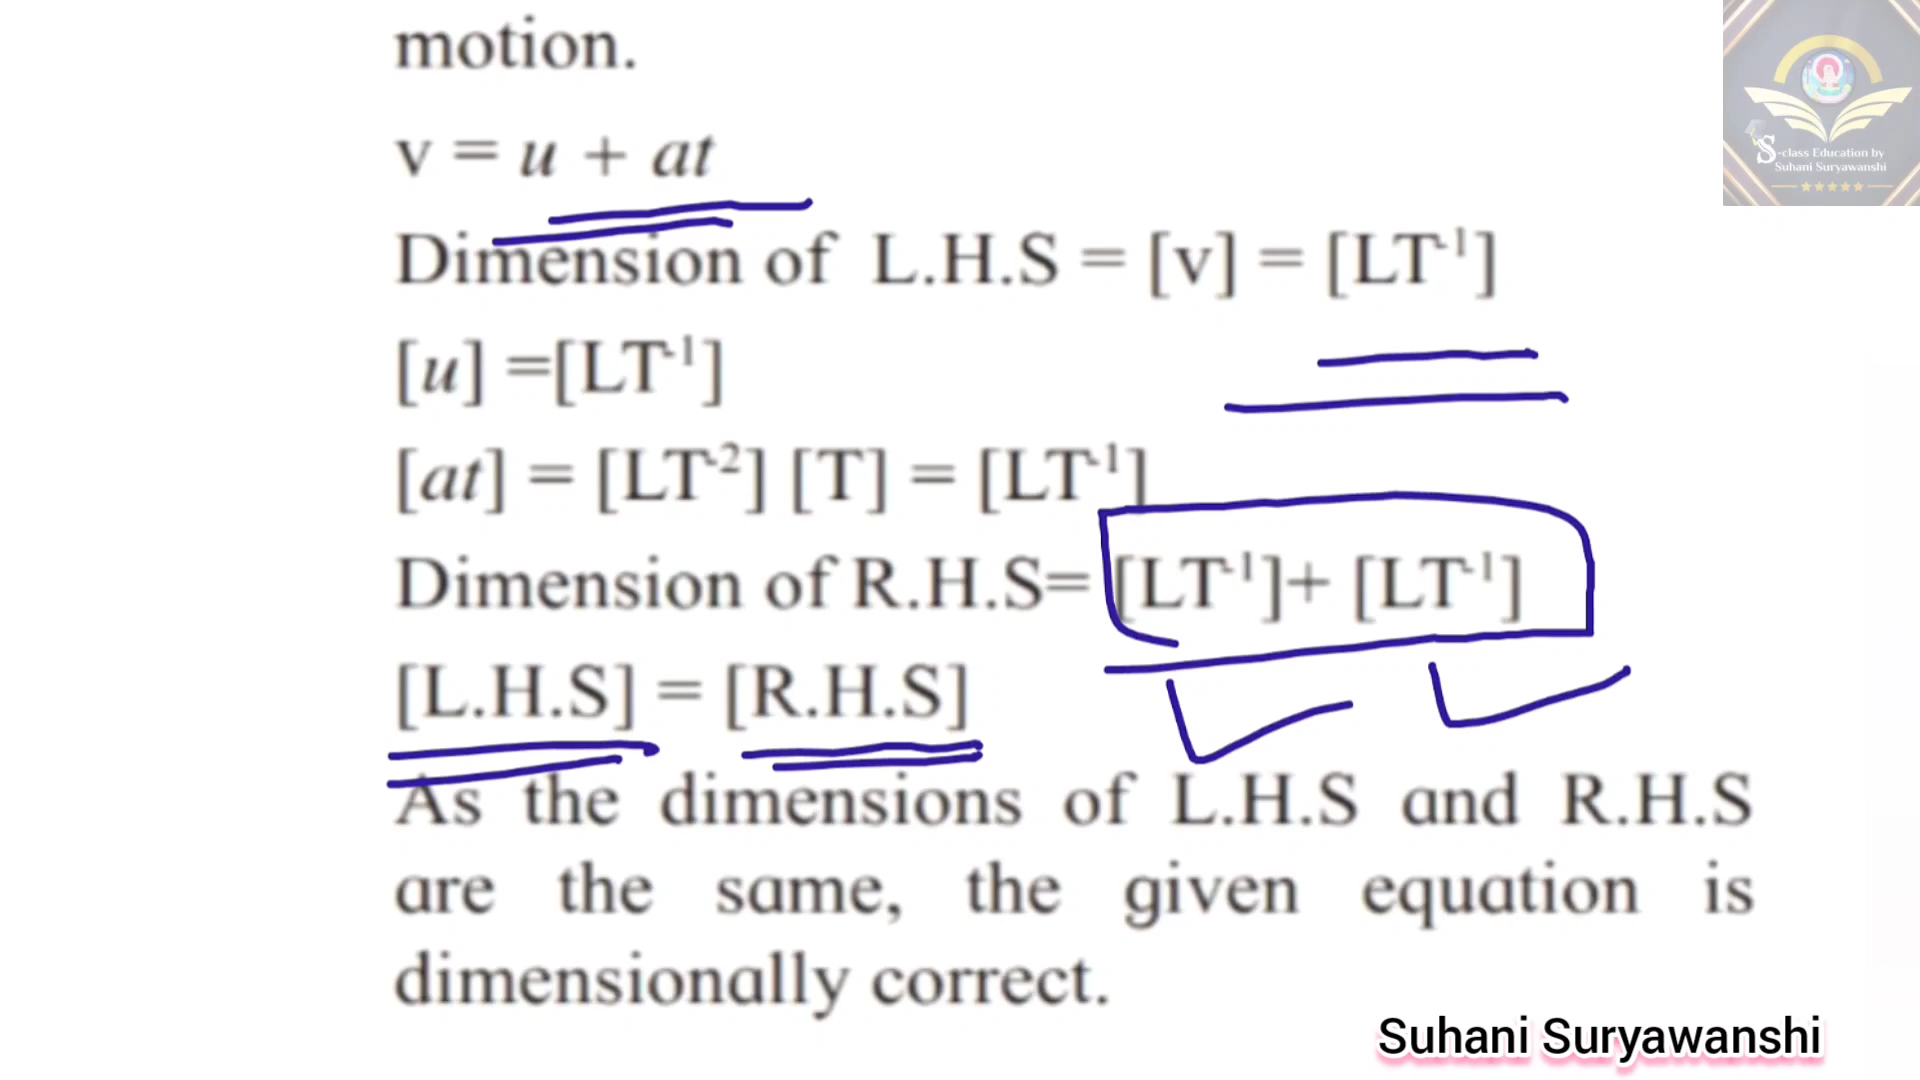 motion.
v = u + at
Dimension of L.H.S = [v] = [LT⁻¹]
[u] =[LT⁻¹]
[at] = [LT⁻²] [T] = [LT⁻¹]
Dimension of R.H.S= [LT⁻¹]+ [LT⁻¹]
[L.H.S] = [R.H.S]
As the dimensions of L.H.S and R.H.S
are the same, the given equation is
dimensionally correct.
S-class Education by
Suhani Suryawanshi
Suhani Suryawanshi